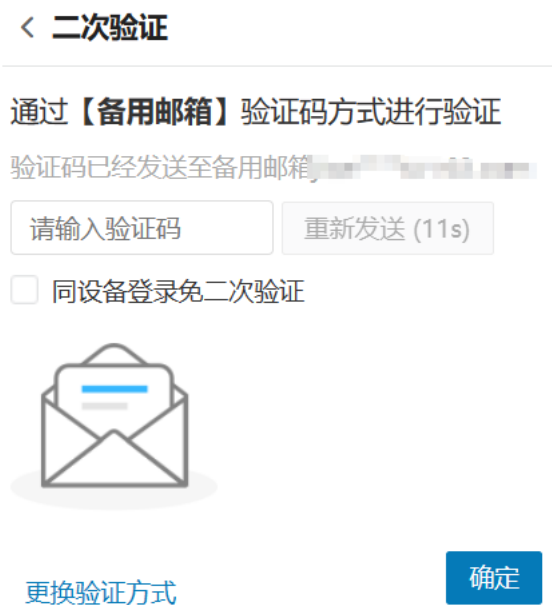 二次验证
通过【备用邮箱】验证码方式进行验证
验证码已经发送至备用邮箱
请输入验证码 重新发送 (11s)
同设备登录免二次验证
更换验证方式 确定